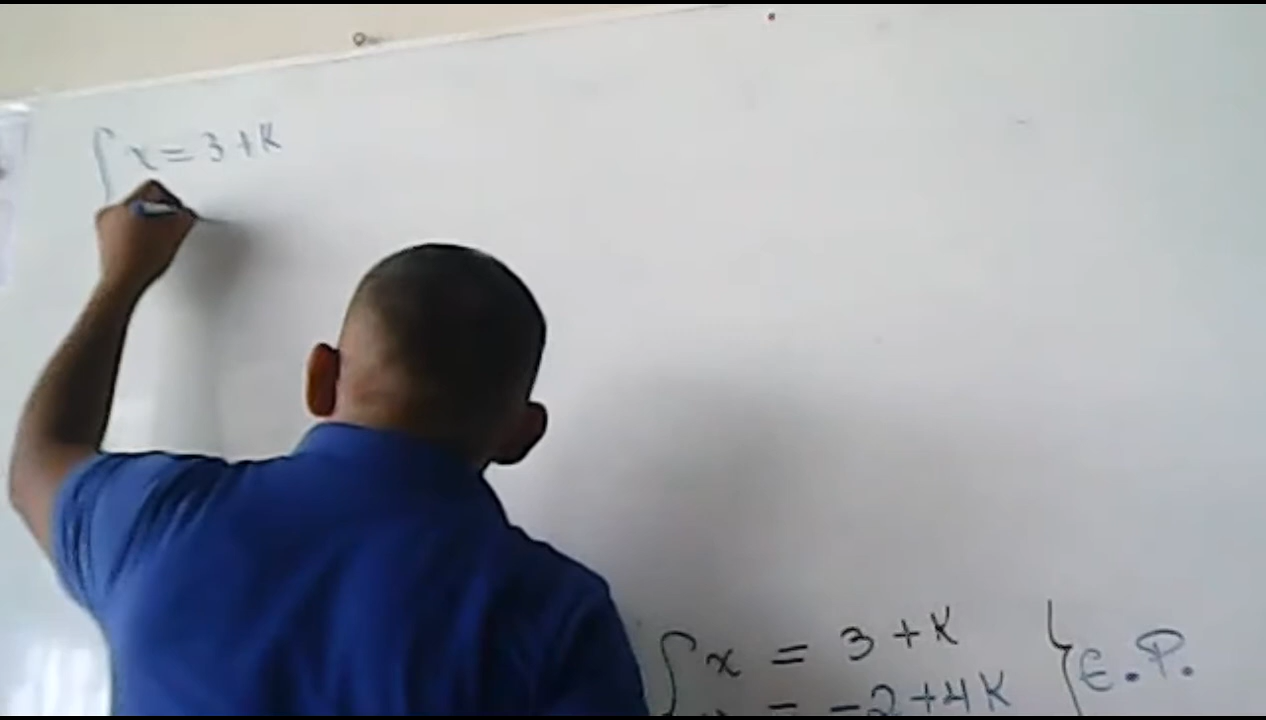 x = 3 + K
x = 3 + K
= -2 + 4K
E.P.